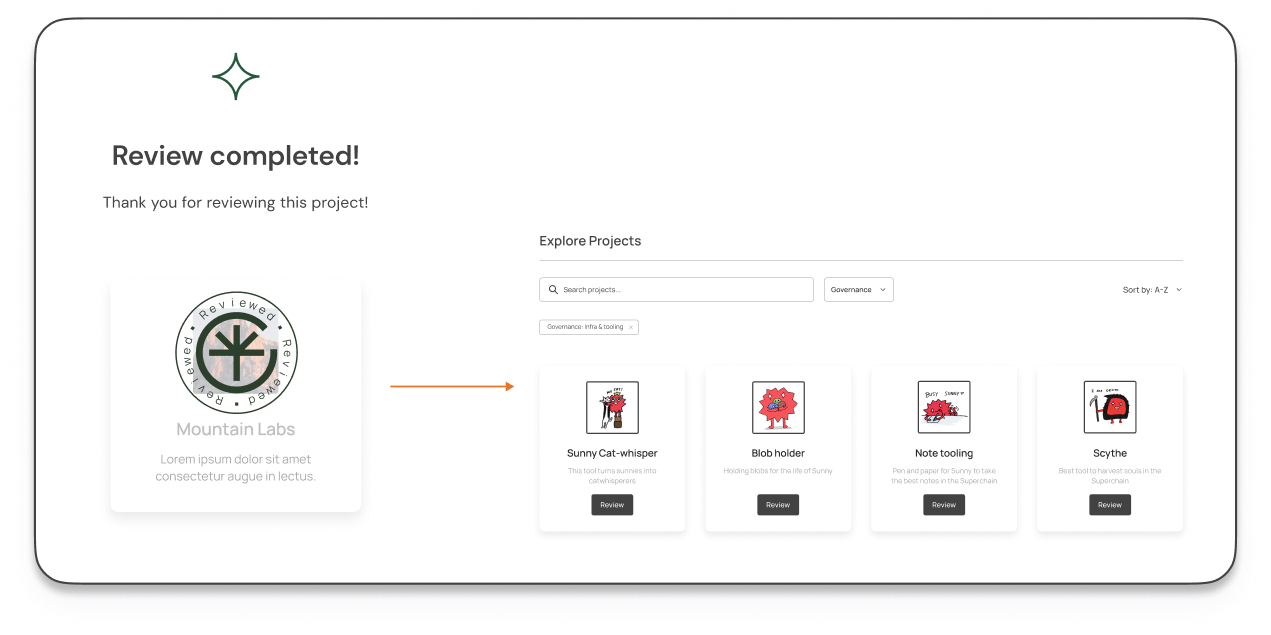 Review completed!
Thank you for reviewing this project!
Reviewed • Reviewed • Reviewed •
Mountain Labs
Lorem ipsum dolor sit amet
consectetur augue in lectus.
Explore Projects
Search projects...
Governance
Sort by: A-Z
Governance: Infra & tooling ×
Sunny Cat-whisper
This tool turns sunnies into
catwhisperers
Review
Blob holder
Holding blobs for the life of Sunny
Review
BUSY SUNNY
Note tooling
Pen and paper for Sunny to take
the best notes in the Superchain
Review
I AM DEATH
Scythe
Best tool to harvest souls in the
Superchain
Review